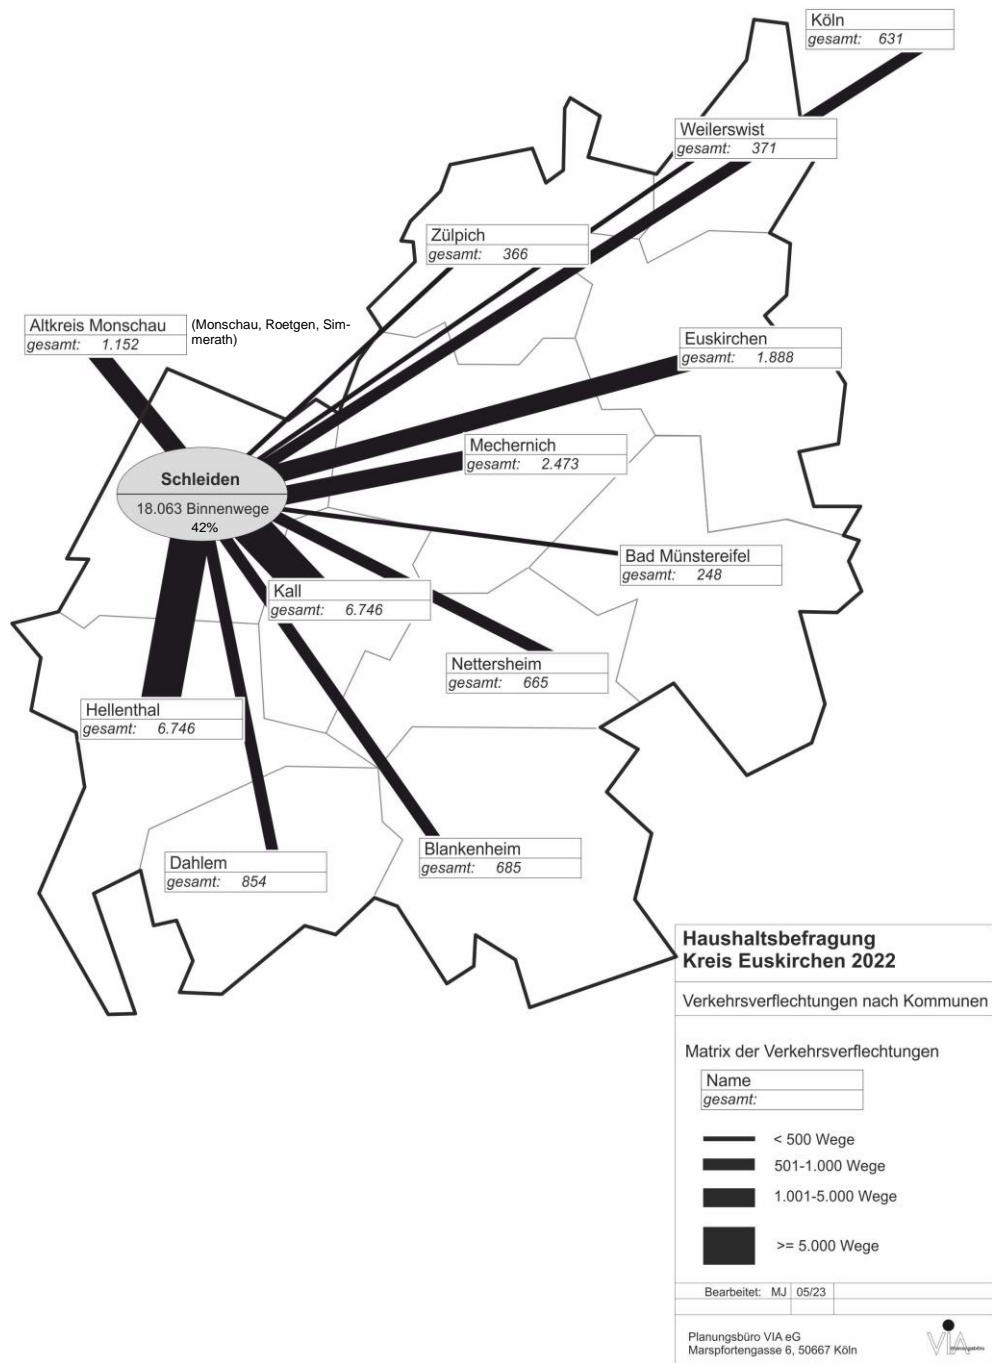 Köln
gesamt: 631
Weilerswist
gesamt: 371
Zülpich
gesamt: 366
Altkreis Monschau
gesamt: 1.152
(Monschau, Roetgen, Sim-
merath)
Euskirchen
gesamt: 1.888
Mechernich
gesamt: 2.473
Schleiden
18.063 Binnenwege
42%
Bad Münstereifel
gesamt: 248
Kall
gesamt: 6.746
Nettersheim
gesamt: 665
Hellenthal
gesamt: 6.746
Blankenheim
gesamt: 685
Dahlem
gesamt: 854
Haushaltsbefragung
Kreis Euskirchen 2022
Verkehrsverflechtungen nach Kommunen
Matrix der Verkehrsverflechtungen
Name
gesamt:
< 500 Wege
501-1.000 Wege
1.001-5.000 Wege
>= 5.000 Wege
Bearbeitet: MJ 05/23
Planungsbüro VIA eG
Marspfortengasse 6, 50667 Köln
VIA Planungsbüro